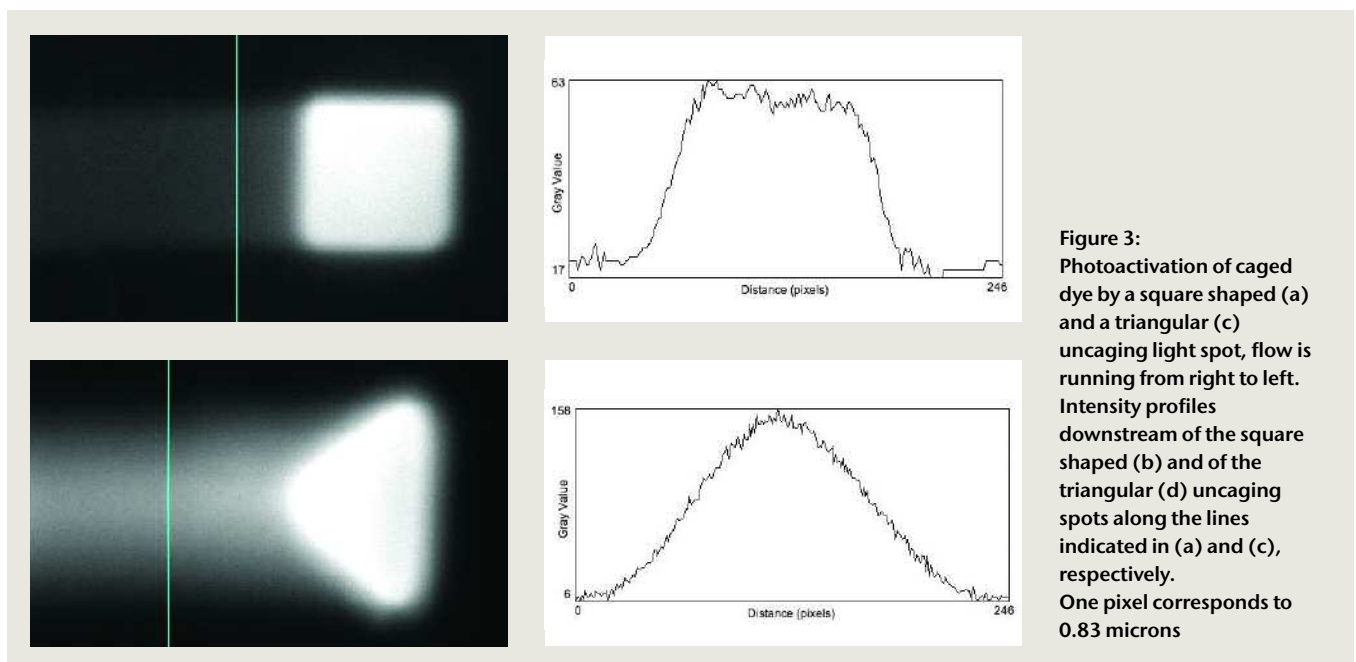 63
Gray Value
17
0
Distance (pixels)
246
158
Gray Value
6
0
Distance (pixels)
246
Figure 3:
Photoactivation of caged
dye by a square shaped (a)
and a triangular (c)
uncaging light spot, flow is
running from right to left.
Intensity profiles
downstream of the square
shaped (b) and of the
triangular (d) uncaging
spots along the lines
indicated in (a) and (c),
respectively.
One pixel corresponds to
0.83 microns